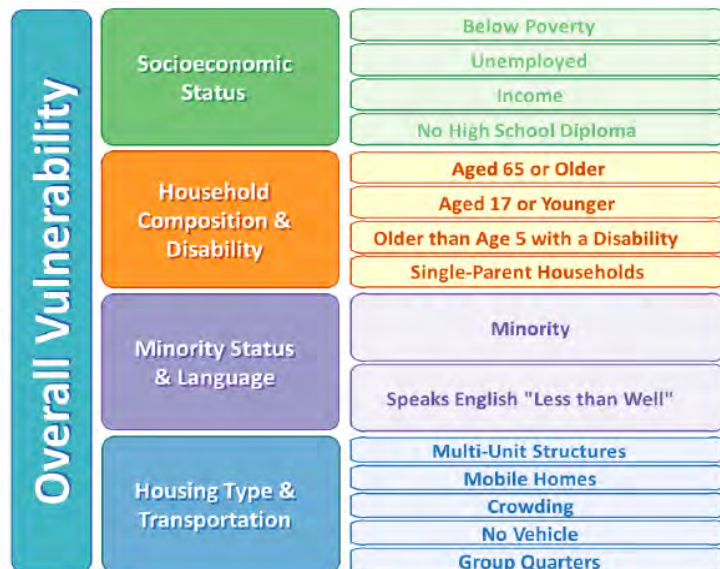 Overall Vulnerability
Socioeconomic
Status
Below Poverty
Unemployed
Income
No High School Diploma
Household
Composition &
Disability
Aged 65 or Older
Aged 17 or Younger
Older than Age 5 with a Disability
Single-Parent Households
Minority Status
& Language
Minority
Speaks English "Less than Well"
Housing Type &
Transportation
Multi-Unit Structures
Mobile Homes
Crowding
No Vehicle
Group Quarters